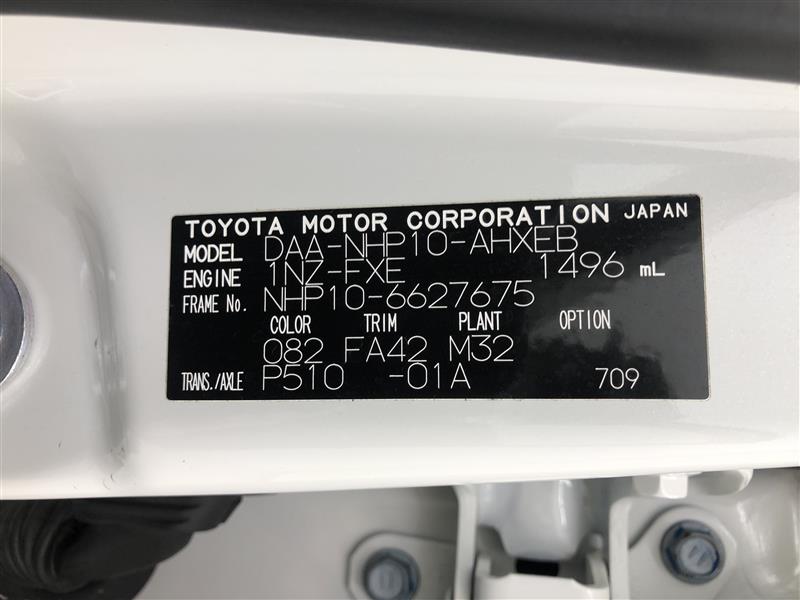 TOYOTA MOTOR CORPORATION JAPAN
MODEL DAA-NHP10-AHXEB
ENGINE 1NZ-FXE 1496 mL
FRAME No. NHP10-6627675
COLOR TRIM PLANT OPTION
082 FA42 M32
TRANS./AXLE P510 -01A 709